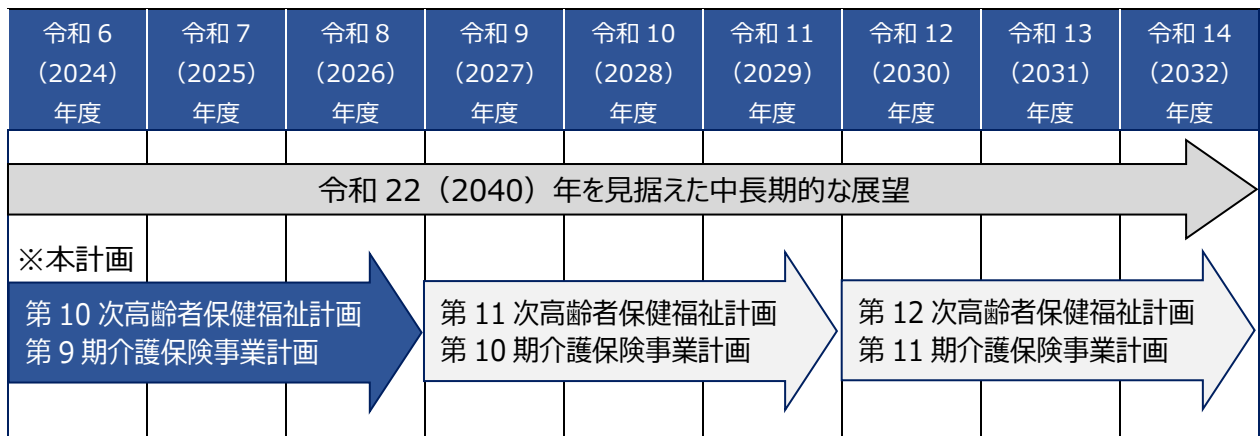 令和 6
（2024）
年度
令和 7
（2025）
年度
令和 8
（2026）
年度
令和 9
（2027）
年度
令和 10
（2028）
年度
令和 11
（2029）
年度
令和 12
（2030）
年度
令和 13
（2031）
年度
令和 14
（2032）
年度
令和 22（2040）年を見据えた中長期的な展望
※本計画
第 10 次高齢者保健福祉計画
第 9 期介護保険事業計画
第 11 次高齢者保健福祉計画
第 10 期介護保険事業計画
第 12 次高齢者保健福祉計画
第 11 期介護保険事業計画